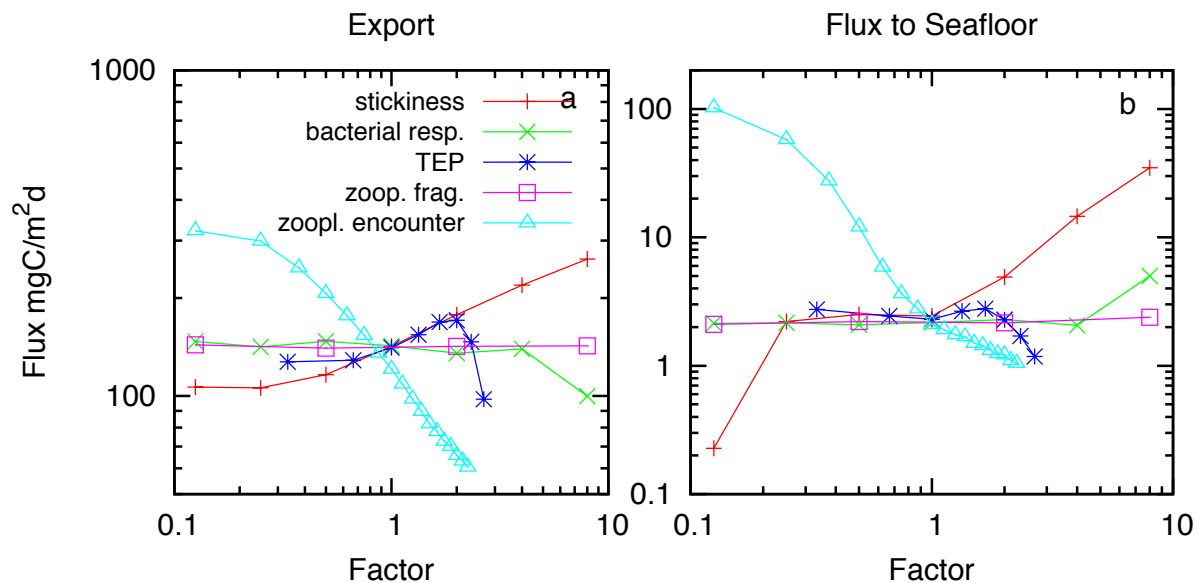 Export
Flux to Seafloor
Flux mgC/m²d
1000
100
stickiness
bacterial resp.
TEP
zoop. frag.
zoopl. encounter
a
0.1
1
10
Factor
100
10
1
0.1
b
0.1
1
10
Factor